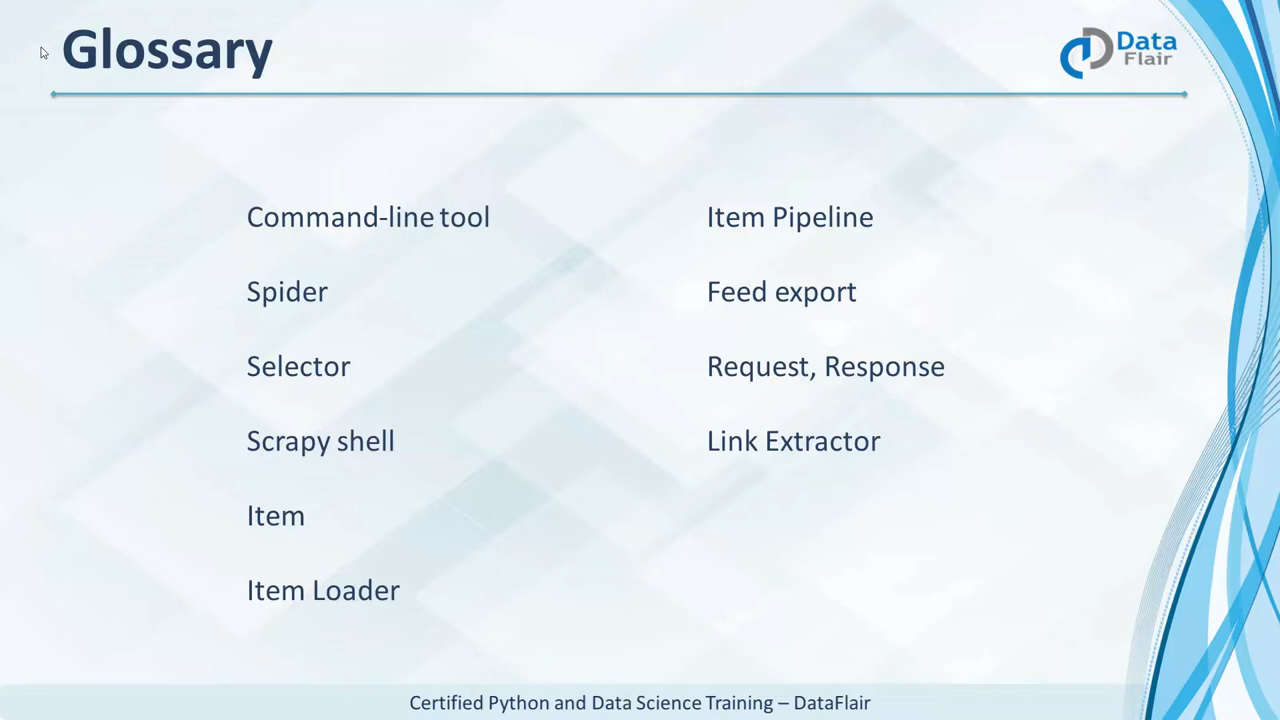 Glossary
Data
Flair
Command-line tool
Spider
Selector
Scrapy shell
Item
Item Loader
Item Pipeline
Feed export
Request, Response
Link Extractor
Certified Python and Data Science Training – DataFlair